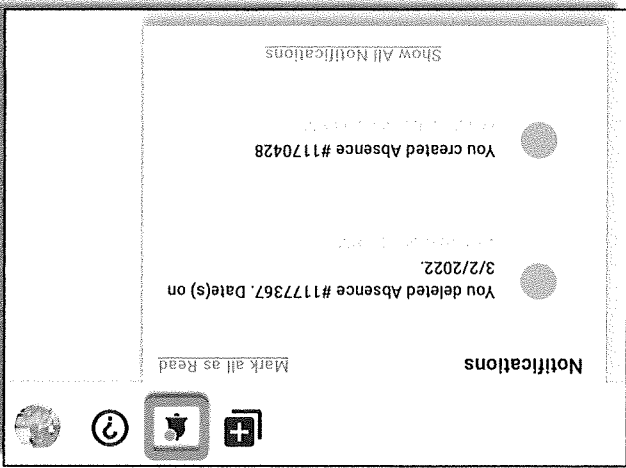 Notifications
Mark all as Read
You deleted Absence #1177367. Date(s) on
3/2/2022.
You created Absence #1170428
Show All Notifications